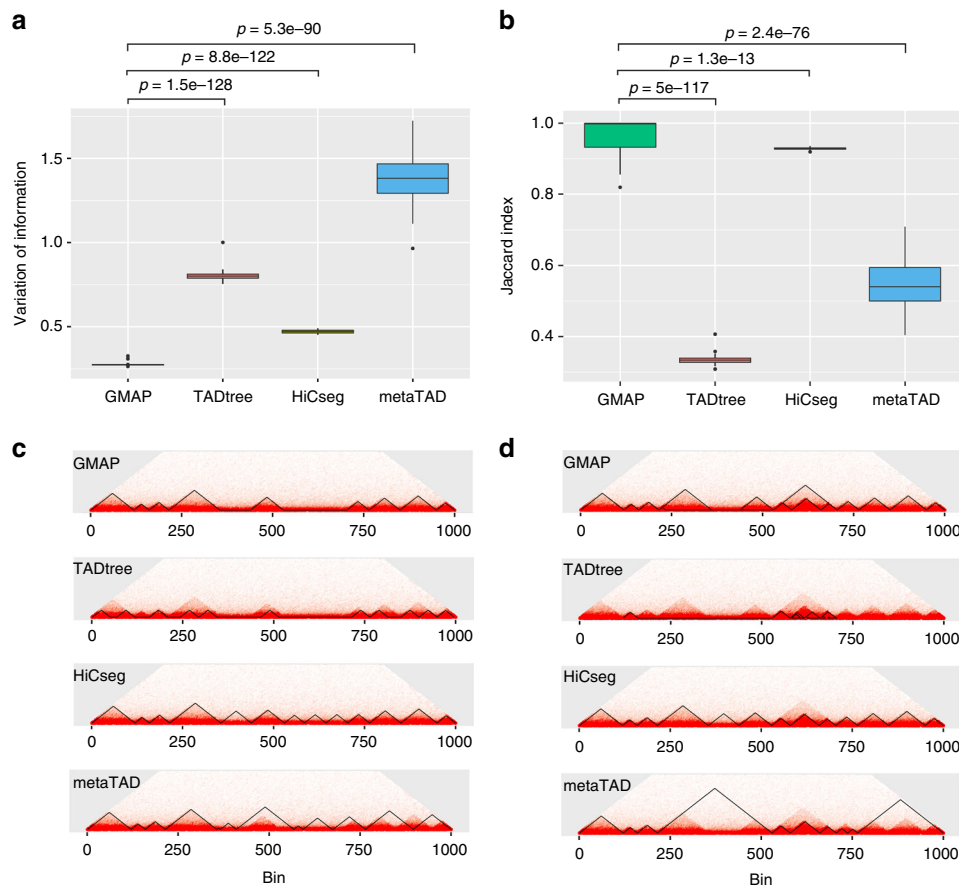 a
p = 5.3e–90
p = 8.8e–122
p = 1.5e–128
Variation of information
1.5
1.0
0.5
GMAP TADtree HiCseg metaTAD
b
p = 2.4e–76
p = 1.3e–13
p = 5e–117
Jaccard index
1.0
0.8
0.6
0.4
GMAP TADtree HiCseg metaTAD
c
GMAP
0 250 500 750 1000
TADtree
0 250 500 750 1000
HiCseg
0 250 500 750 1000
metaTAD
0 250 500 750 1000
Bin
d
GMAP
0 250 500 750 1000
TADtree
0 250 500 750 1000
HiCseg
0 250 500 750 1000
metaTAD
0 250 500 750 1000
Bin